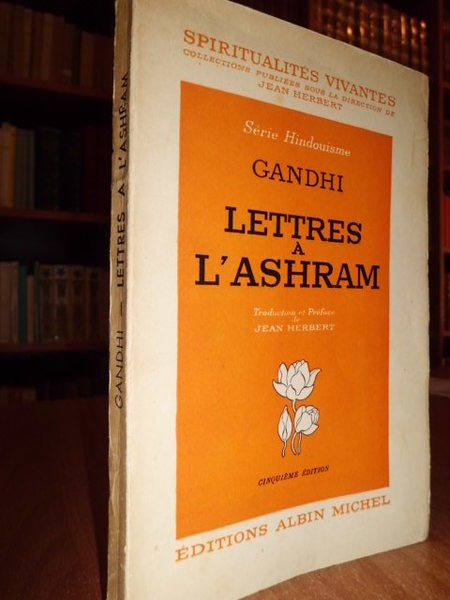 SPIRITUALITÉS VIVANTES
COLLECTIONS PUBLIÉES SOUS LA DIRECTION DE
JEAN HERBERT
Série Hindouisme
GANDHI
LETTRES
A
L'ASHRAM
Traduction et Préface
de
JEAN HERBERT
CINQUIÈME ÉDITION
ÉDITIONS ALBIN MICHEL
GANDHI — LETTRES A L'ASHRAM